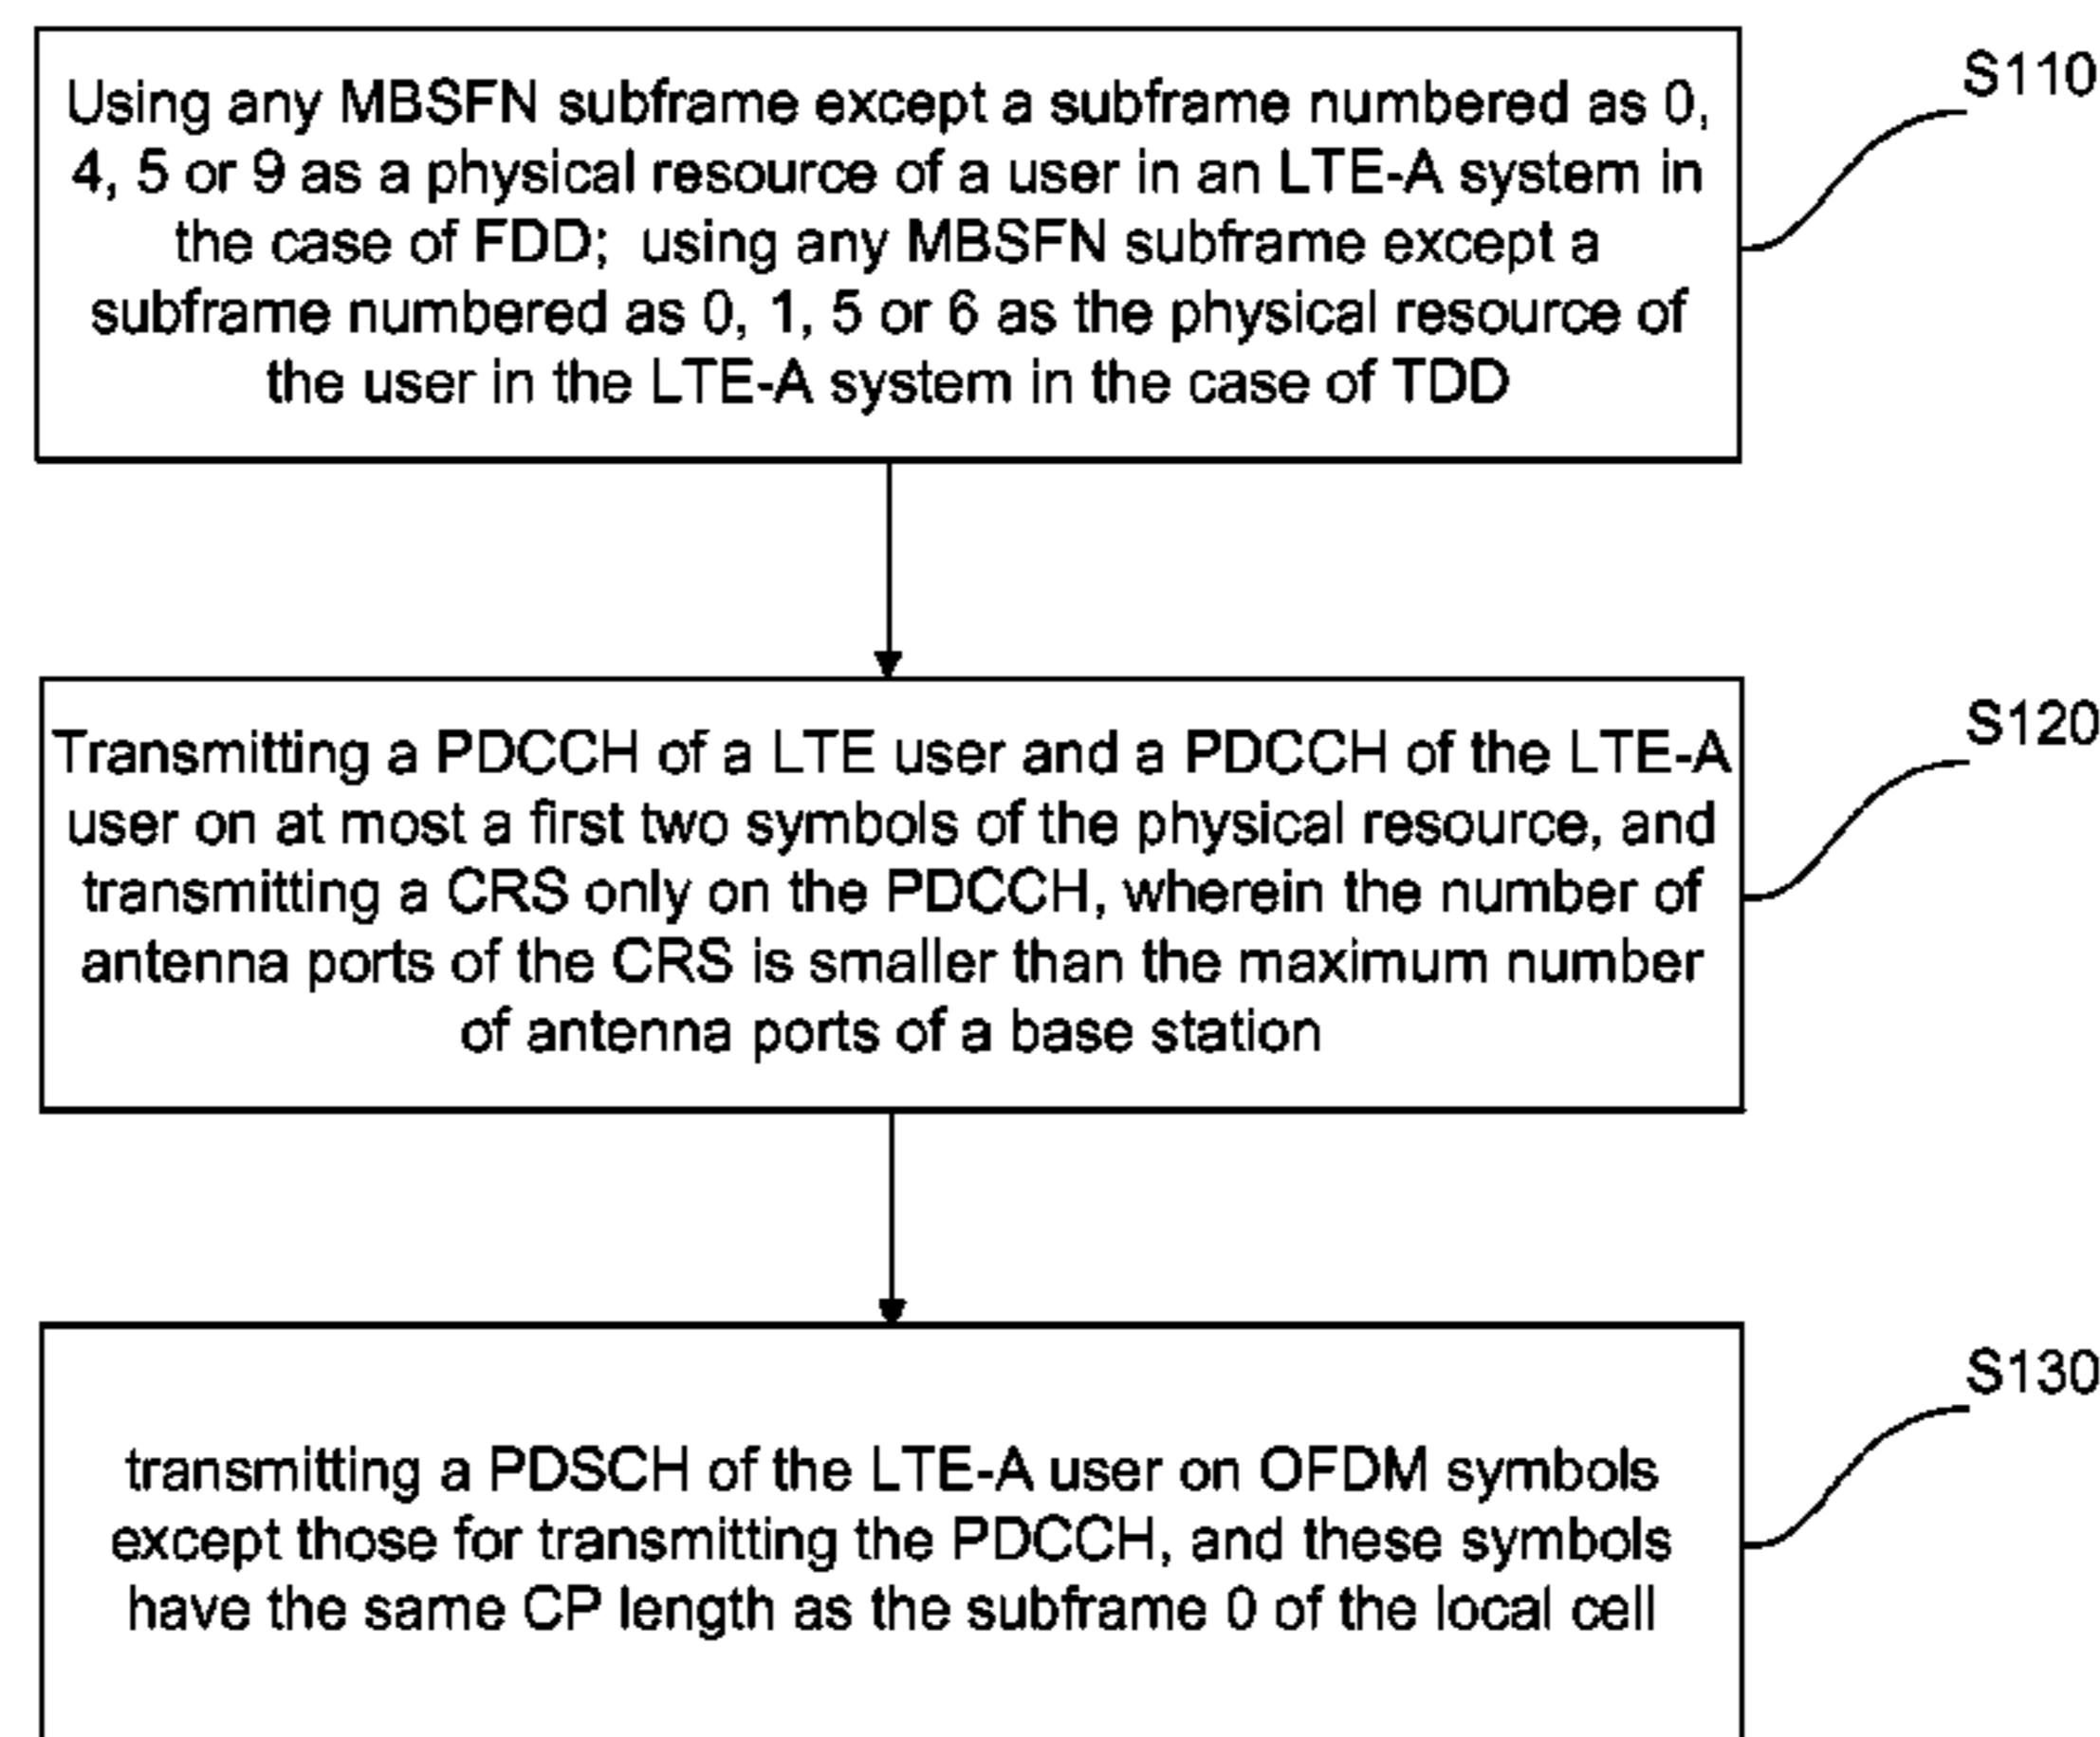 Using any MBSFN subframe except a subframe numbered as 0,
4, 5 or 9 as a physical resource of a user in an LTE-A system in
the case of FDD; using any MBSFN subframe except a
subframe numbered as 0, 1, 5 or 6 as the physical resource of
the user in the LTE-A system in the case of TDD
S110
Transmitting a PDCCH of a LTE user and a PDCCH of the LTE-A
user on at most a first two symbols of the physical resource, and
transmitting a CRS only on the PDCCH, wherein the number of
antenna ports of the CRS is smaller than the maximum number
of antenna ports of a base station
S120
transmitting a PDSCH of the LTE-A user on OFDM symbols
except those for transmitting the PDCCH, and these symbols
have the same CP length as the subframe 0 of the local cell
S130